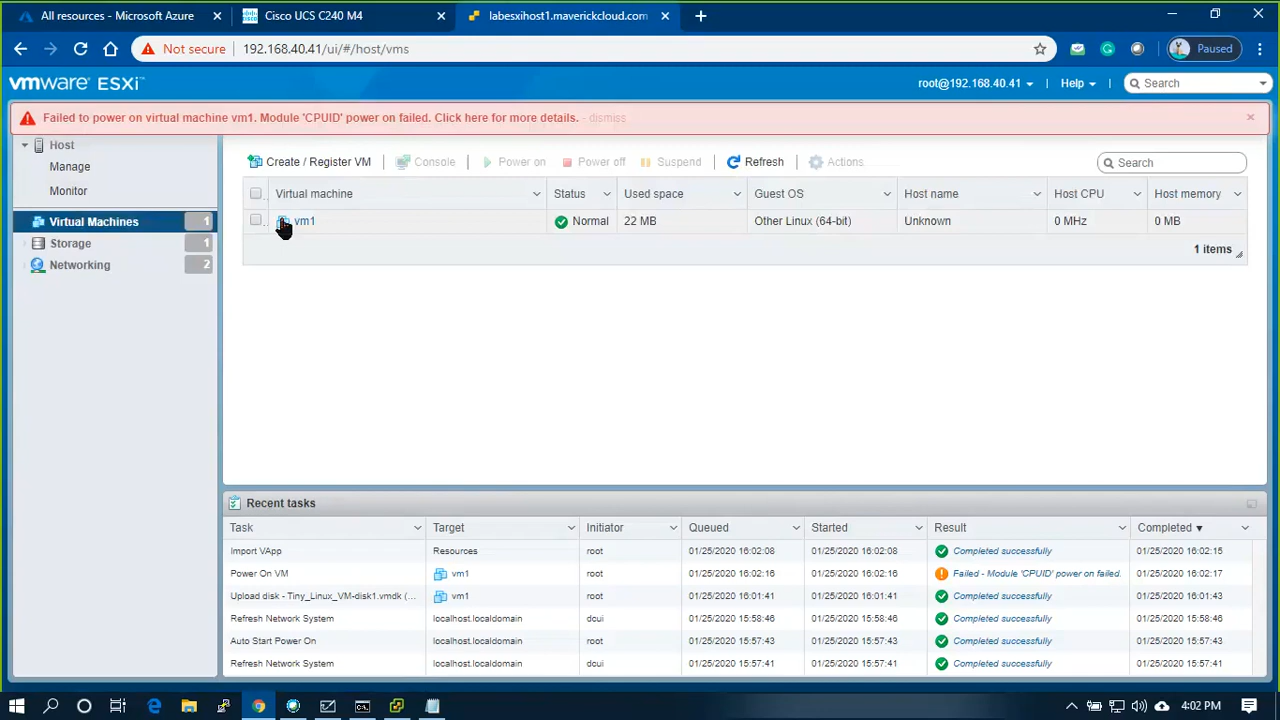 All resources - Microsoft Azure
Cisco UCS C240 M4
labesxihost1.maverickcloud.com
Not secure
192.168.40.41/ui/#/host/vms
Paused
vmware ESXi™
root@192.168.40.41
Help
Search
Failed to power on virtual machine vm1. Module 'CPUID' power on failed. Click here for more details. - dismiss
Host
Manage
Monitor
Virtual Machines 1
Storage 1
Networking 2
Create / Register VM Console Power on Power off Suspend Refresh Actions Search
Virtual machine Status Used space Guest OS Host name Host CPU Host memory
vm1 Normal 22 MB Other Linux (64-bit) Unknown 0 MHz 0 MB
1 items
Recent tasks
Task Target Initiator Queued Started Result Completed ▼
Import VApp Resources root 01/25/2020 16:02:08 01/25/2020 16:02:08 Completed successfully 01/25/2020 16:02:15
Power On VM vm1 root 01/25/2020 16:02:16 01/25/2020 16:02:16 Failed - Module 'CPUID' power on failed. 01/25/2020 16:02:17
Upload disk - Tiny_Linux_VM-disk1.vmdk (... vm1 root 01/25/2020 16:01:41 01/25/2020 16:01:41 Completed successfully 01/25/2020 16:01:43
Refresh Network System localhost.localdomain dcui 01/25/2020 15:58:46 01/25/2020 15:58:46 Completed successfully 01/25/2020 15:58:46
Auto Start Power On localhost.localdomain root 01/25/2020 15:57:43 01/25/2020 15:57:43 Completed successfully 01/25/2020 15:57:43
Refresh Network System localhost.localdomain dcui 01/25/2020 15:57:41 01/25/2020 15:57:41 Completed successfully 01/25/2020 15:57:41
4:02 PM